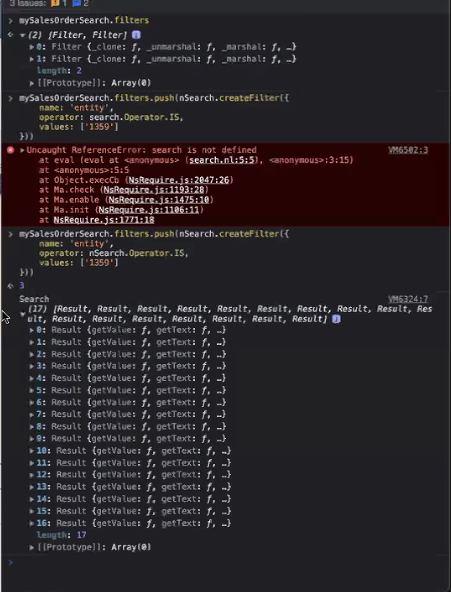 3 Issues: 1 2
> mySalesOrderSearch.filters
< ▾ (2) [Filter, Filter] i
▸ 0: Filter {_clone: ƒ, _unmarshal: ƒ, _marshal: ƒ, …}
▸ 1: Filter {_clone: ƒ, _unmarshal: ƒ, _marshal: ƒ, …}
length: 2
▸ [[Prototype]]: Array(0)
> mySalesOrderSearch.filters.push(nSearch.createFilter({
name: 'entity',
operator: search.Operator.IS,
values: ['1359']
}))
▸ Uncaught ReferenceError: search is not defined VM6502:3
at eval (eval at <anonymous> (search.nl:5:5), <anonymous>:3:15)
at <anonymous>:5:5
at Object.execCb (NsRequire.js:2047:26)
at Ma.check (NsRequire.js:1193:28)
at Ma.enable (NsRequire.js:1475:10)
at Ma.init (NsRequire.js:1106:11)
at NsRequire.js:1771:18
> mySalesOrderSearch.filters.push(nSearch.createFilter({
name: 'entity',
operator: nSearch.Operator.IS,
values: ['1359']
}))
< 3
Search VM6324:7
(17) [Result, Result, Result, Result, Result, Result, Result, Result, Result, Result, Res
▾ ult, Result, Result, Result, Result, Result, Result] i
▸ 0: Result {getValue: ƒ, getText: ƒ, …}
▸ 1: Result {getValue: ƒ, getText: ƒ, …}
▸ 2: Result {getValue: ƒ, getText: ƒ, …}
▸ 3: Result {getValue: ƒ, getText: ƒ, …}
▸ 4: Result {getValue: ƒ, getText: ƒ, …}
▸ 5: Result {getValue: ƒ, getText: ƒ, …}
▸ 6: Result {getValue: ƒ, getText: ƒ, …}
▸ 7: Result {getValue: ƒ, getText: ƒ, …}
▸ 8: Result {getValue: ƒ, getText: ƒ, …}
▸ 9: Result {getValue: ƒ, getText: ƒ, …}
▸ 10: Result {getValue: ƒ, getText: ƒ, …}
▸ 11: Result {getValue: ƒ, getText: ƒ, …}
▸ 12: Result {getValue: ƒ, getText: ƒ, …}
▸ 13: Result {getValue: ƒ, getText: ƒ, …}
▸ 14: Result {getValue: ƒ, getText: ƒ, …}
▸ 15: Result {getValue: ƒ, getText: ƒ, …}
▸ 16: Result {getValue: ƒ, getText: ƒ, …}
length: 17
▸ [[Prototype]]: Array(0)
>